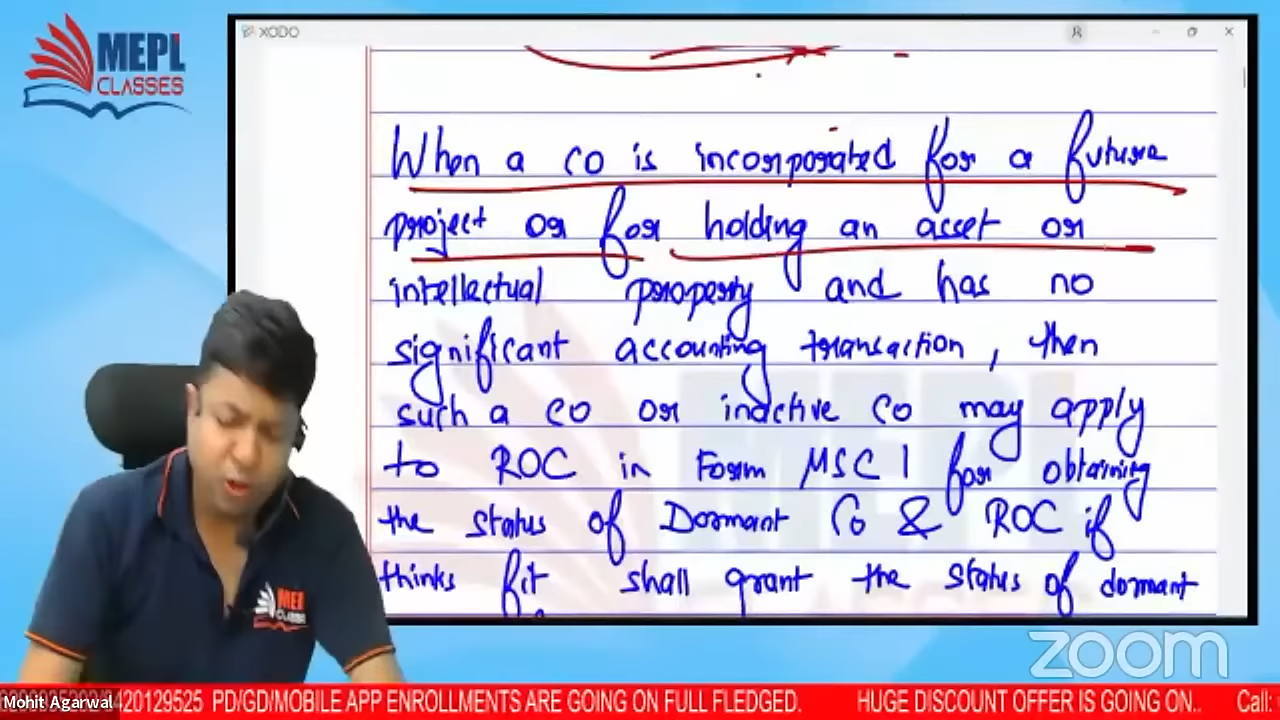 MEPL
CLASSES
XODO
When a co is incorporated for a future
project or for holding an asset or
intellectual property and has no
significant accounting transaction, then
such a co or inactive Co may apply
to ROC in Form MSC 1 for obtaining
the status of Dormant Co & ROC if
thinks fit shall grant the status of dormant
zoom
Mohit Agarwal
420129525 PD/GD/MOBILE APP ENROLLMENTS ARE GOING ON FULL FLEDGED. HUGE DISCOUNT OFFER IS GOING ON.. Call: